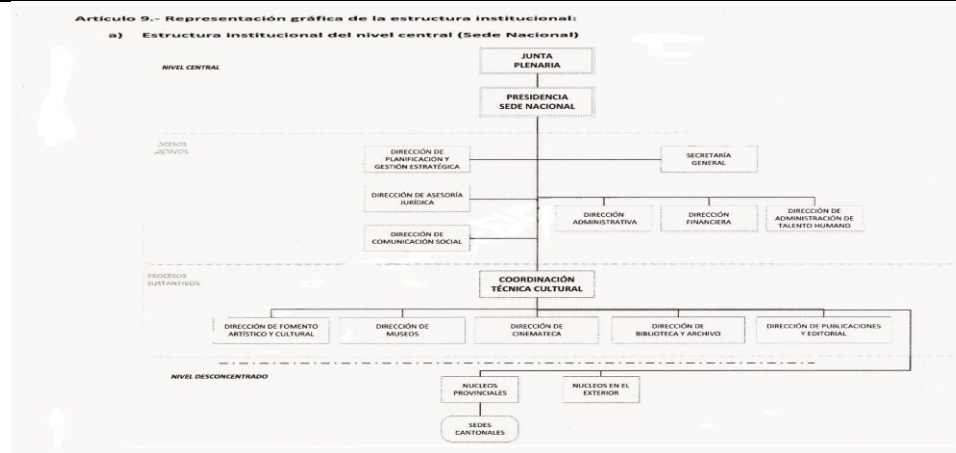 Artículo 9.- Representación gráfica de la estructura institucional:
a) Estructura institucional del nivel central (Sede Nacional)
JUNTA
PLENARIA
NIVEL CENTRAL
PRESIDENCIA
SEDE NACIONAL
DIRECCIÓN DE
PLANIFICACIÓN Y
GESTIÓN ESTRATÉGICA
SECRETARÍA
GENERAL
DIRECCIÓN DE ASESORÍA
JURÍDICA
DIRECCIÓN
ADMINISTRATIVA
DIRECCIÓN
FINANCIERA
DIRECCIÓN DE
ADMINISTRACIÓN DE
TALENTO HUMANO
DIRECCIÓN DE
COMUNICACIÓN SOCIAL
PROCESOS
SUSTANTIVOS
COORDINACIÓN
TÉCNICA CULTURAL
DIRECCIÓN DE FOMENTO
ARTÍSTICO Y CULTURAL
DIRECCIÓN DE
MUSEOS
DIRECCIÓN DE
CINEMATECA
DIRECCIÓN DE
BIBLIOTECA Y ARCHIVO
DIRECCIÓN DE PUBLICACIONES
Y EDITORIAL
NIVEL DESCONCENTRADO
NUCLEOS
PROVINCIALES
NUCLEOS EN EL
EXTERIOR
SEDES
CANTONALES